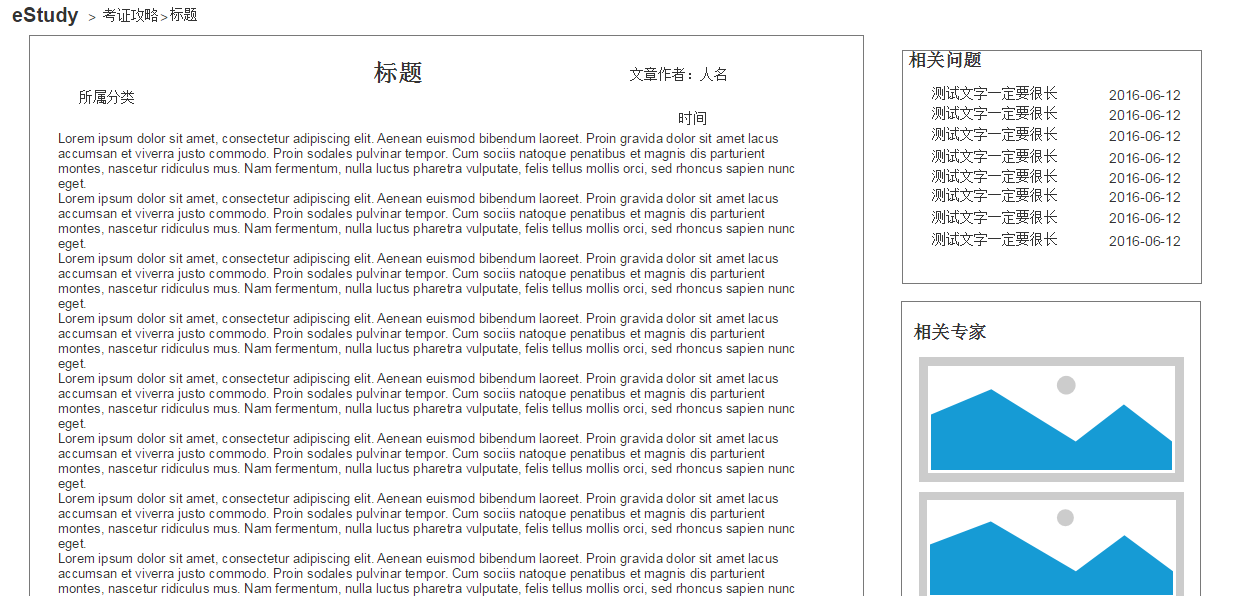 eStudy > 考证攻略>标题
标题
文章作者：人名
所属分类
时间
Lorem ipsum dolor sit amet, consectetur adipiscing elit. Aenean euismod bibendum laoreet. Proin gravida dolor sit amet lacus
accumsan et viverra justo commodo. Proin sodales pulvinar tempor. Cum sociis natoque penatibus et magnis dis parturient
montes, nascetur ridiculus mus. Nam fermentum, nulla luctus pharetra vulputate, felis tellus mollis orci, sed rhoncus sapien nunc
eget.
Lorem ipsum dolor sit amet, consectetur adipiscing elit. Aenean euismod bibendum laoreet. Proin gravida dolor sit amet lacus
accumsan et viverra justo commodo. Proin sodales pulvinar tempor. Cum sociis natoque penatibus et magnis dis parturient
montes, nascetur ridiculus mus. Nam fermentum, nulla luctus pharetra vulputate, felis tellus mollis orci, sed rhoncus sapien nunc
eget.
Lorem ipsum dolor sit amet, consectetur adipiscing elit. Aenean euismod bibendum laoreet. Proin gravida dolor sit amet lacus
accumsan et viverra justo commodo. Proin sodales pulvinar tempor. Cum sociis natoque penatibus et magnis dis parturient
montes, nascetur ridiculus mus. Nam fermentum, nulla luctus pharetra vulputate, felis tellus mollis orci, sed rhoncus sapien nunc
eget.
Lorem ipsum dolor sit amet, consectetur adipiscing elit. Aenean euismod bibendum laoreet. Proin gravida dolor sit amet lacus
accumsan et viverra justo commodo. Proin sodales pulvinar tempor. Cum sociis natoque penatibus et magnis dis parturient
montes, nascetur ridiculus mus. Nam fermentum, nulla luctus pharetra vulputate, felis tellus mollis orci, sed rhoncus sapien nunc
eget.
Lorem ipsum dolor sit amet, consectetur adipiscing elit. Aenean euismod bibendum laoreet. Proin gravida dolor sit amet lacus
accumsan et viverra justo commodo. Proin sodales pulvinar tempor. Cum sociis natoque penatibus et magnis dis parturient
montes, nascetur ridiculus mus. Nam fermentum, nulla luctus pharetra vulputate, felis tellus mollis orci, sed rhoncus sapien nunc
eget.
Lorem ipsum dolor sit amet, consectetur adipiscing elit. Aenean euismod bibendum laoreet. Proin gravida dolor sit amet lacus
accumsan et viverra justo commodo. Proin sodales pulvinar tempor. Cum sociis natoque penatibus et magnis dis parturient
montes, nascetur ridiculus mus. Nam fermentum, nulla luctus pharetra vulputate, felis tellus mollis orci, sed rhoncus sapien nunc
eget.
Lorem ipsum dolor sit amet, consectetur adipiscing elit. Aenean euismod bibendum laoreet. Proin gravida dolor sit amet lacus
accumsan et viverra justo commodo. Proin sodales pulvinar tempor. Cum sociis natoque penatibus et magnis dis parturient
montes, nascetur ridiculus mus. Nam fermentum, nulla luctus pharetra vulputate, felis tellus mollis orci, sed rhoncus sapien nunc
eget.
Lorem ipsum dolor sit amet, consectetur adipiscing elit. Aenean euismod bibendum laoreet. Proin gravida dolor sit amet lacus
accumsan et viverra justo commodo. Proin sodales pulvinar tempor. Cum sociis natoque penatibus et magnis dis parturient
montes, nascetur ridiculus mus. Nam fermentum, nulla luctus pharetra vulputate, felis tellus mollis orci, sed rhoncus sapien nunc
相关问题
测试文字一定要很长 2016-06-12
测试文字一定要很长 2016-06-12
测试文字一定要很长 2016-06-12
测试文字一定要很长 2016-06-12
测试文字一定要很长 2016-06-12
测试文字一定要很长 2016-06-12
测试文字一定要很长 2016-06-12
测试文字一定要很长 2016-06-12
相关专家